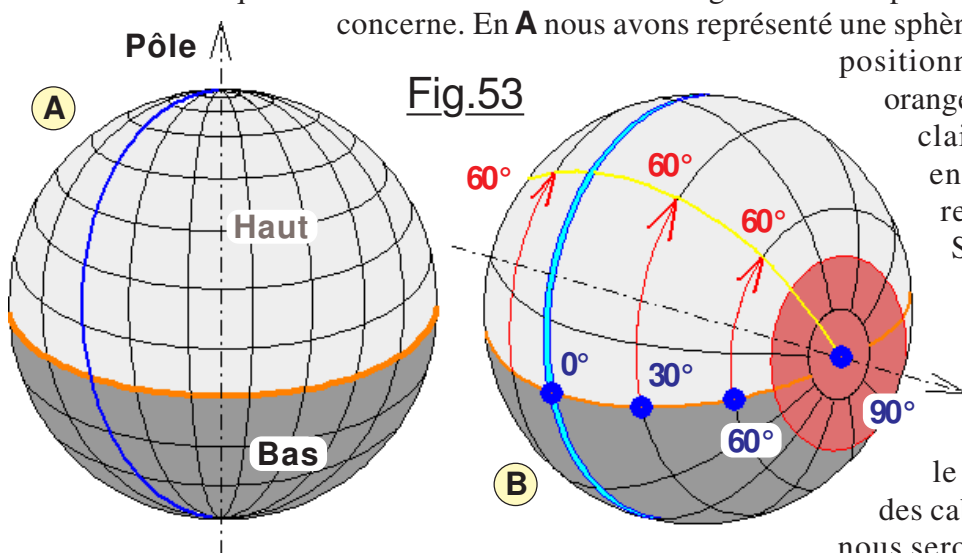 concerne. En A nous avons représenté une sphèr
Pôle
positionn
A
Fig.53
orange
clai
en
60°
60°
re
60°
Haut
S
0°
30°
60°
90°
Bas
B
le
des ca
nous sero